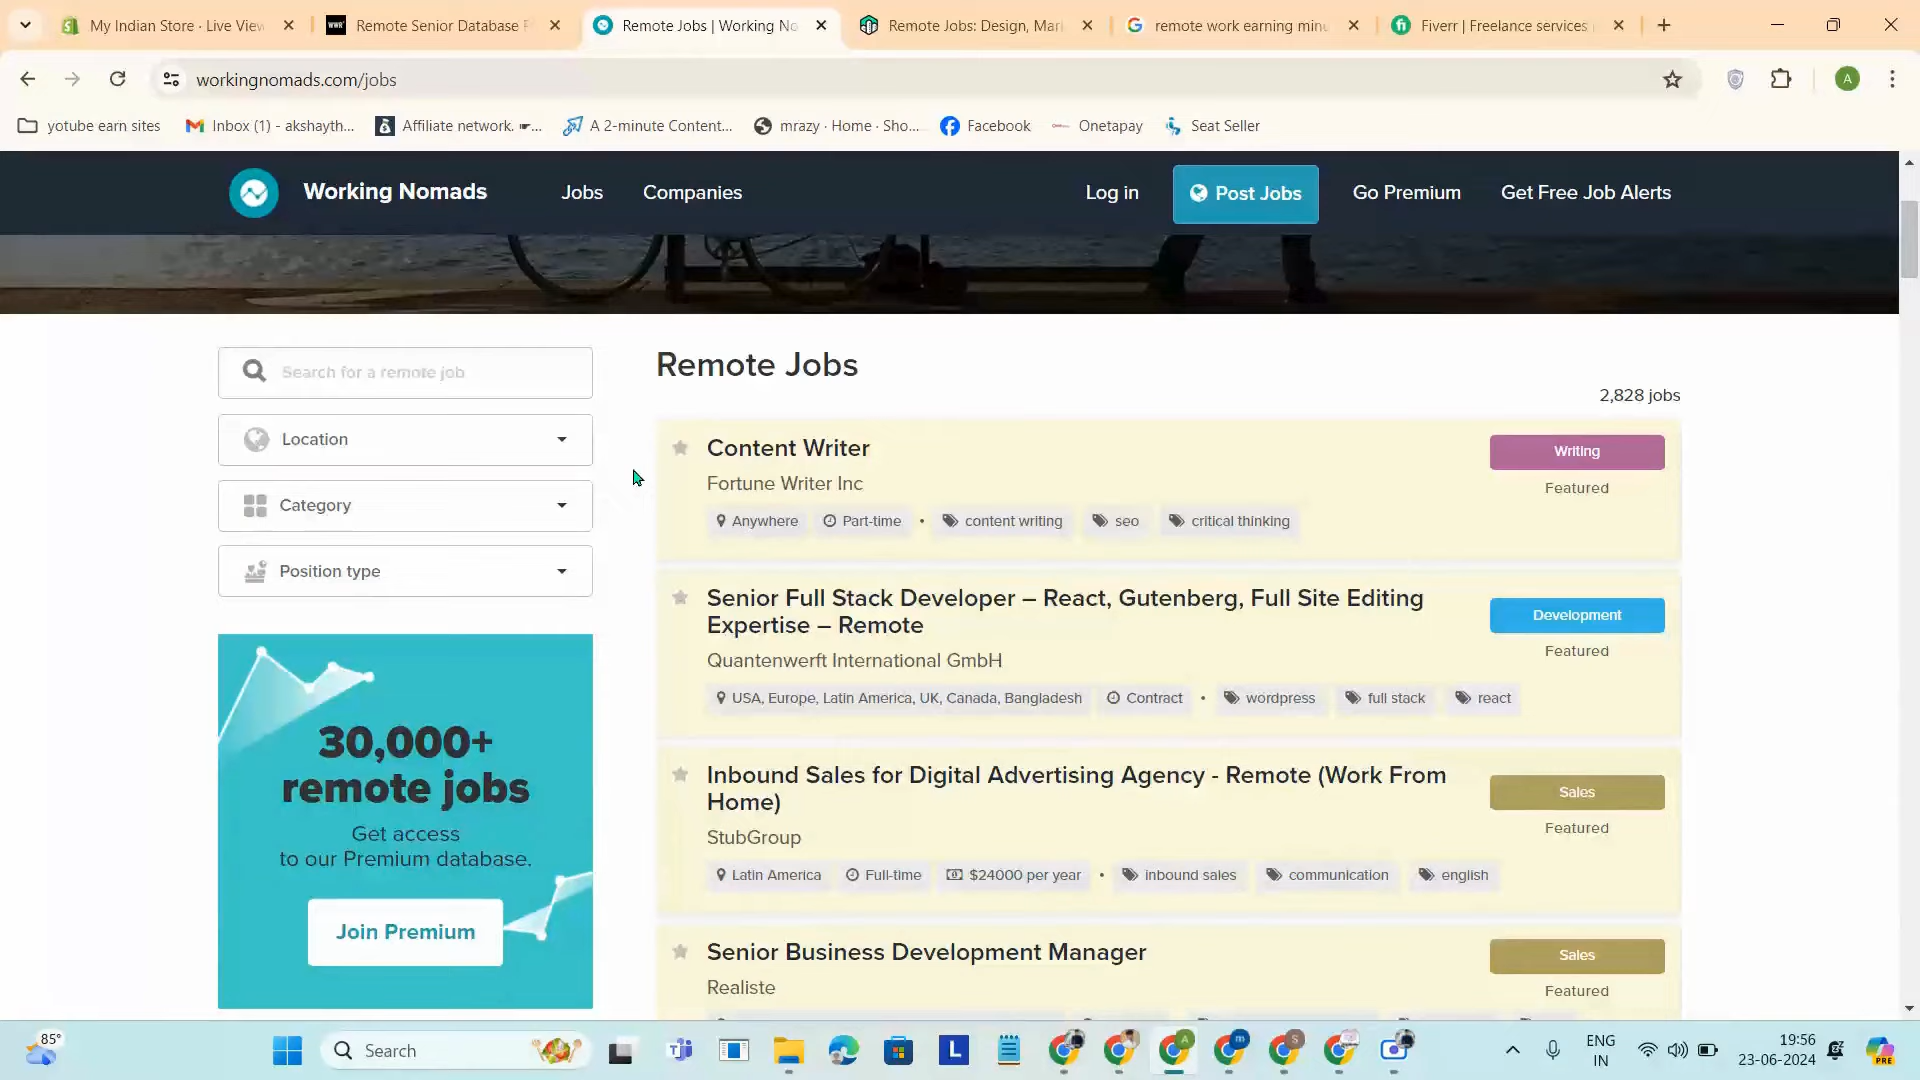 My Indian Store · Live View
Remote Senior Database
Remote Jobs | Working No
Remote Jobs: Design, Mar
remote work earning minu
Fiverr | Freelance services
workingnomads.com/jobs
A
yotube earn sites
Inbox (1) - akshayth...
Affiliate network. ☛...
A 2-minute Content...
mrazy · Home · Sho...
Facebook
Onetapay
Seat Seller
Working Nomads
Jobs
Companies
Log in
Post Jobs
Go Premium
Get Free Job Alerts
Search for a remote job
Location
Category
Position type
30,000+
remote jobs
Get access
to our Premium database.
Join Premium
Remote Jobs
2,828 jobs
Content Writer
Writing
Fortune Writer Inc
Featured
Anywhere Part-time • content writing seo critical thinking
Senior Full Stack Developer – React, Gutenberg, Full Site Editing
Expertise – Remote
Development
Quantenwerft International GmbH
Featured
USA, Europe, Latin America, UK, Canada, Bangladesh Contract • wordpress full stack react
Inbound Sales for Digital Advertising Agency - Remote (Work From
Home)
Sales
StubGroup
Featured
Latin America Full-time $24000 per year • inbound sales communication english
Senior Business Development Manager
Sales
Realiste
Featured
85°
Search
ENG
IN
19:56
23-06-2024